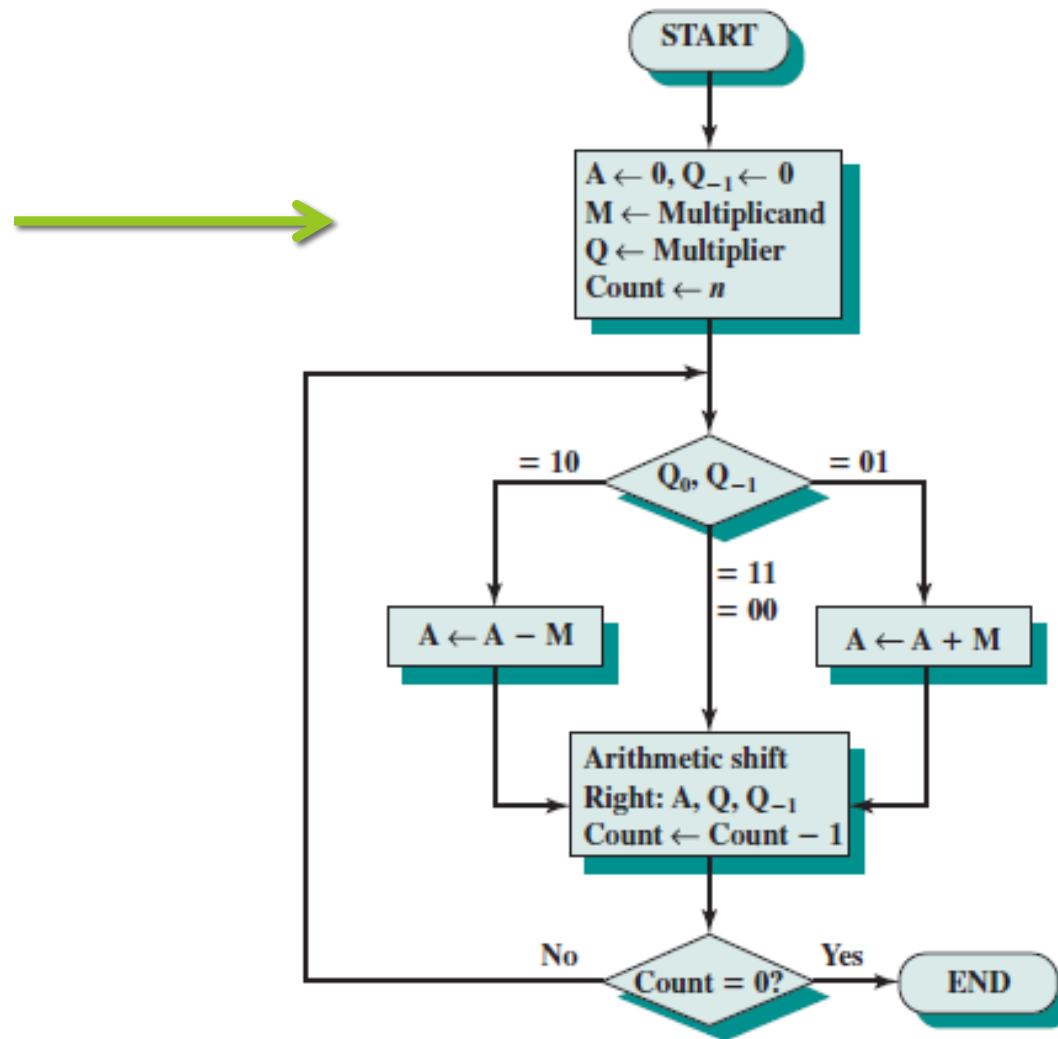 START
A ← 0, Q₋₁ ← 0
M ← Multiplicand
Q ← Multiplier
Count ← n
= 10
Q₀, Q₋₁
= 01
= 11
= 00
A ← A − M
A ← A + M
Arithmetic shift
Right: A, Q, Q₋₁
Count ← Count − 1
No
Count = 0?
Yes
END